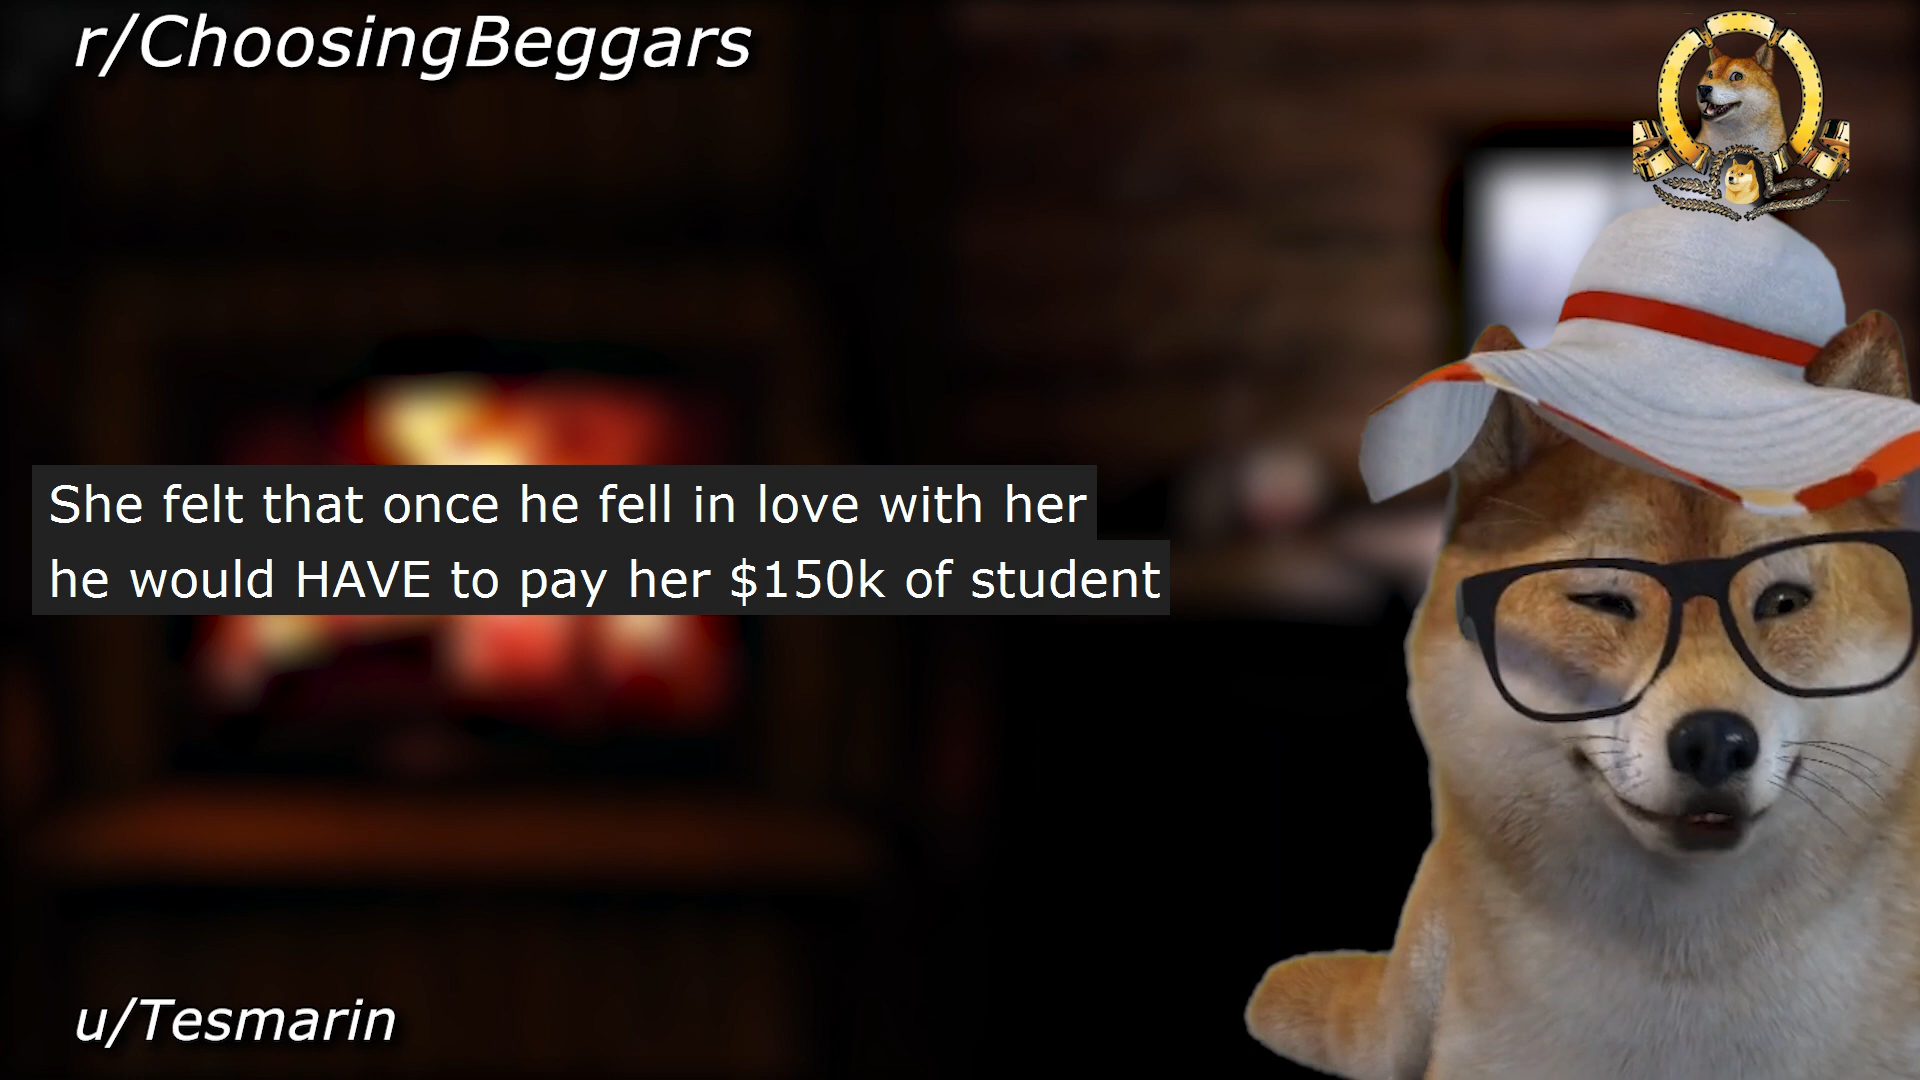 r/ChoosingBeggars
She felt that once he fell in love with her
he would HAVE to pay her $150k of student
u/Tesmarin